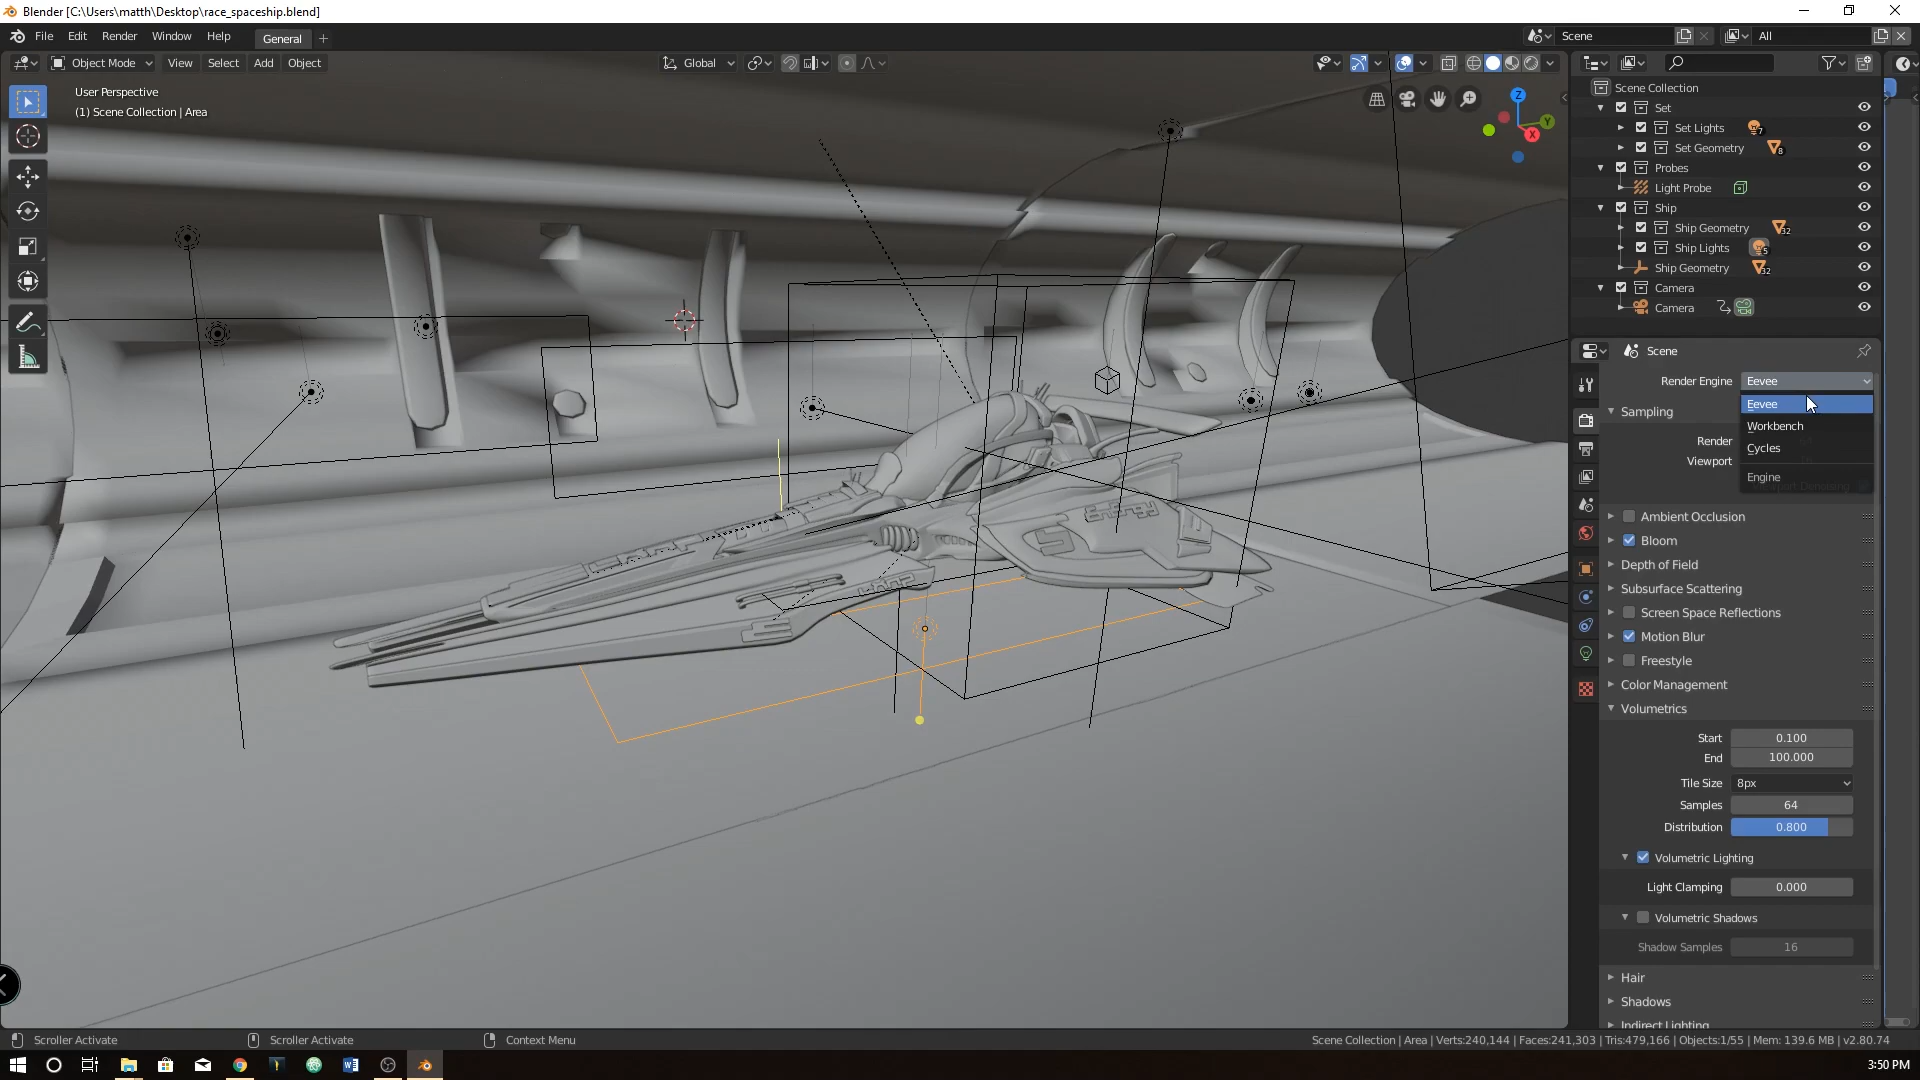 Blender [C:\Users\matth\Desktop\race_spaceship.blend]
File Edit Render Window Help General + Scene All
Object Mode View Select Add Object Global
User Perspective
(1) Scene Collection | Area
Z
Y
X
Scene Collection
Set
Set Lights 7
Set Geometry 8
Probes
Light Probe
Ship
Ship Geometry 32
Ship Lights 5
Ship Geometry 32
Camera
Camera
Scene
Render Engine Eevee
Eevee
Workbench
Cycles
Engine
Sampling
Render
Viewport
Ambient Occlusion
Bloom
Depth of Field
Subsurface Scattering
Screen Space Reflections
Motion Blur
Freestyle
Color Management
Volumetrics
Start 0.100
End 100.000
Tile Size 8px
Samples 64
Distribution 0.800
Volumetric Lighting
Light Clamping 0.000
Volumetric Shadows
Shadow Samples 16
Hair
Shadows
Indirect Lighting
Energy
Scroller Activate Scroller Activate Context Menu
Scene Collection | Area | Verts:240,144 | Faces:241,303 | Tris:479,166 | Objects:1/55 | Mem: 139.6 MB | v2.80.74
3:50 PM